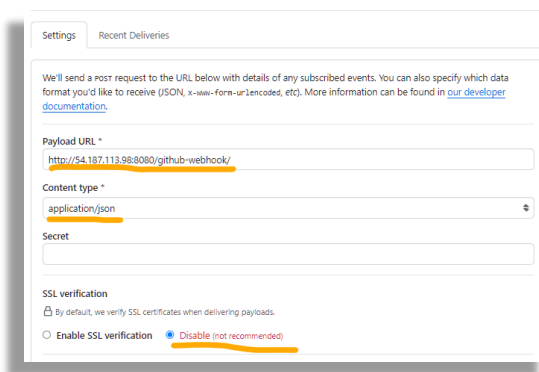 Settings
Recent Deliveries
We'll send a POST request to the URL below with details of any subscribed events. You can also specify which data
format you'd like to receive (JSON, x-www-form-urlencoded, etc). More information can be found in our developer
documentation.
Payload URL *
http://54.187.113.98:8080/github-webhook/
Content type *
application/json
Secret
SSL verification
By default, we verify SSL certificates when delivering payloads.
Enable SSL verification
Disable (not recommended)